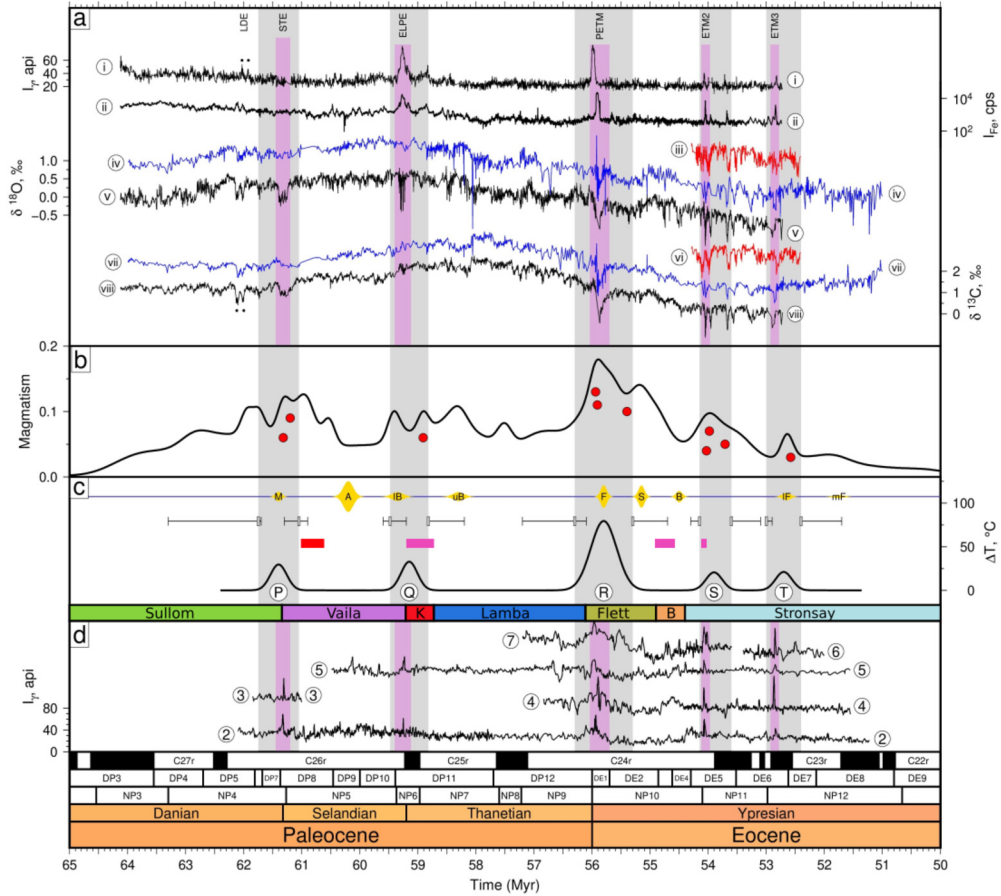 a
LDE
STE
ELPE
PETM
ETM2
ETM3
60
40
20
Iγ, api
i
i
ii
ii
10⁴
10²
I_Fe, cps
iii
1.0
0.5
0.0
−0.5
δ ¹⁸O, ‰
iv
iv
v
v
vi
vii
vii
viii
viii
2
1
0
δ ¹³C, ‰
b
0.2
0.1
0.0
Magmatism
c
M
A
lB
uB
F
S
B
lF
mF
100
50
0
ΔT, °C
P
Q
R
S
T
Sullom
Vaila
K
Lamba
Flett
B
Stronsay
d
7
6
5
5
3
3
4
4
2
2
80
40
0
Iγ, api
C27r
C26r
C25r
C24r
C23r
C22r
DP3
DP4
DP5
DP7
DP8
DP9
DP10
DP11
DP12
DE1
DE2
DE4
DE5
DE6
DE7
DE8
DE9
NP3
NP4
NP5
NP6
NP7
NP8
NP9
NP10
NP11
NP12
Danian
Selandian
Thanetian
Ypresian
Paleocene
Eocene
65
64
63
62
61
60
59
58
57
56
55
54
53
52
51
50
Time (Myr)